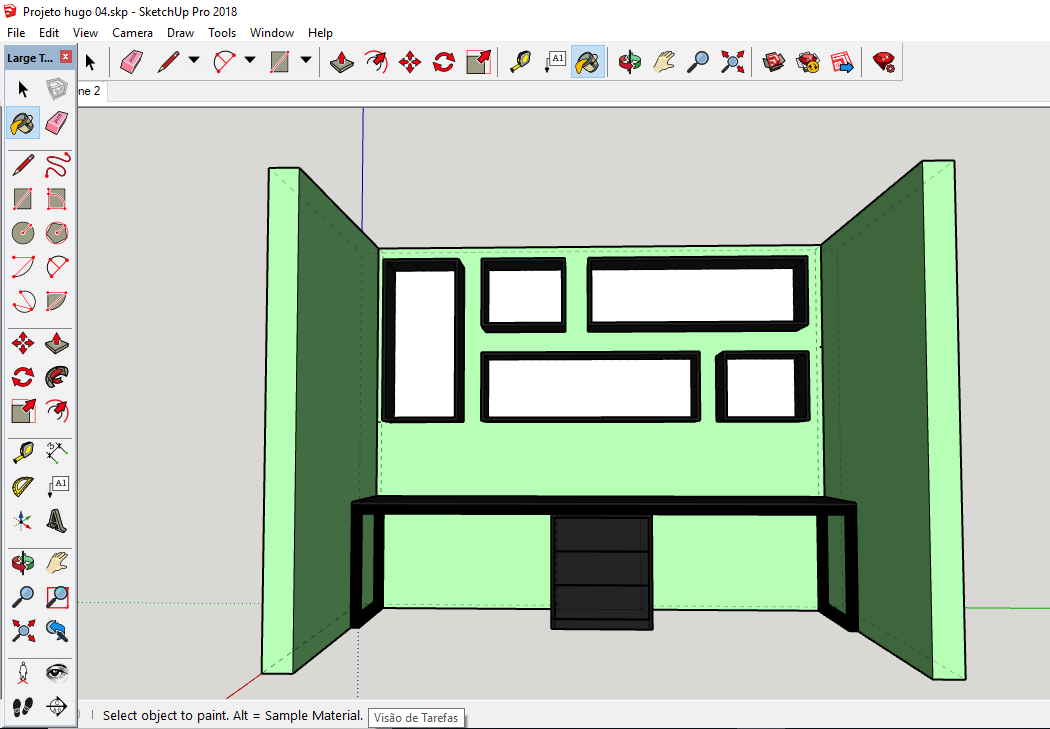 Projeto hugo 04.skp - SketchUp Pro 2018
File Edit View Camera Draw Tools Window Help
Large T...
A1
ne 2
A1
Select object to paint. Alt = Sample Material.
Visão de Tarefas